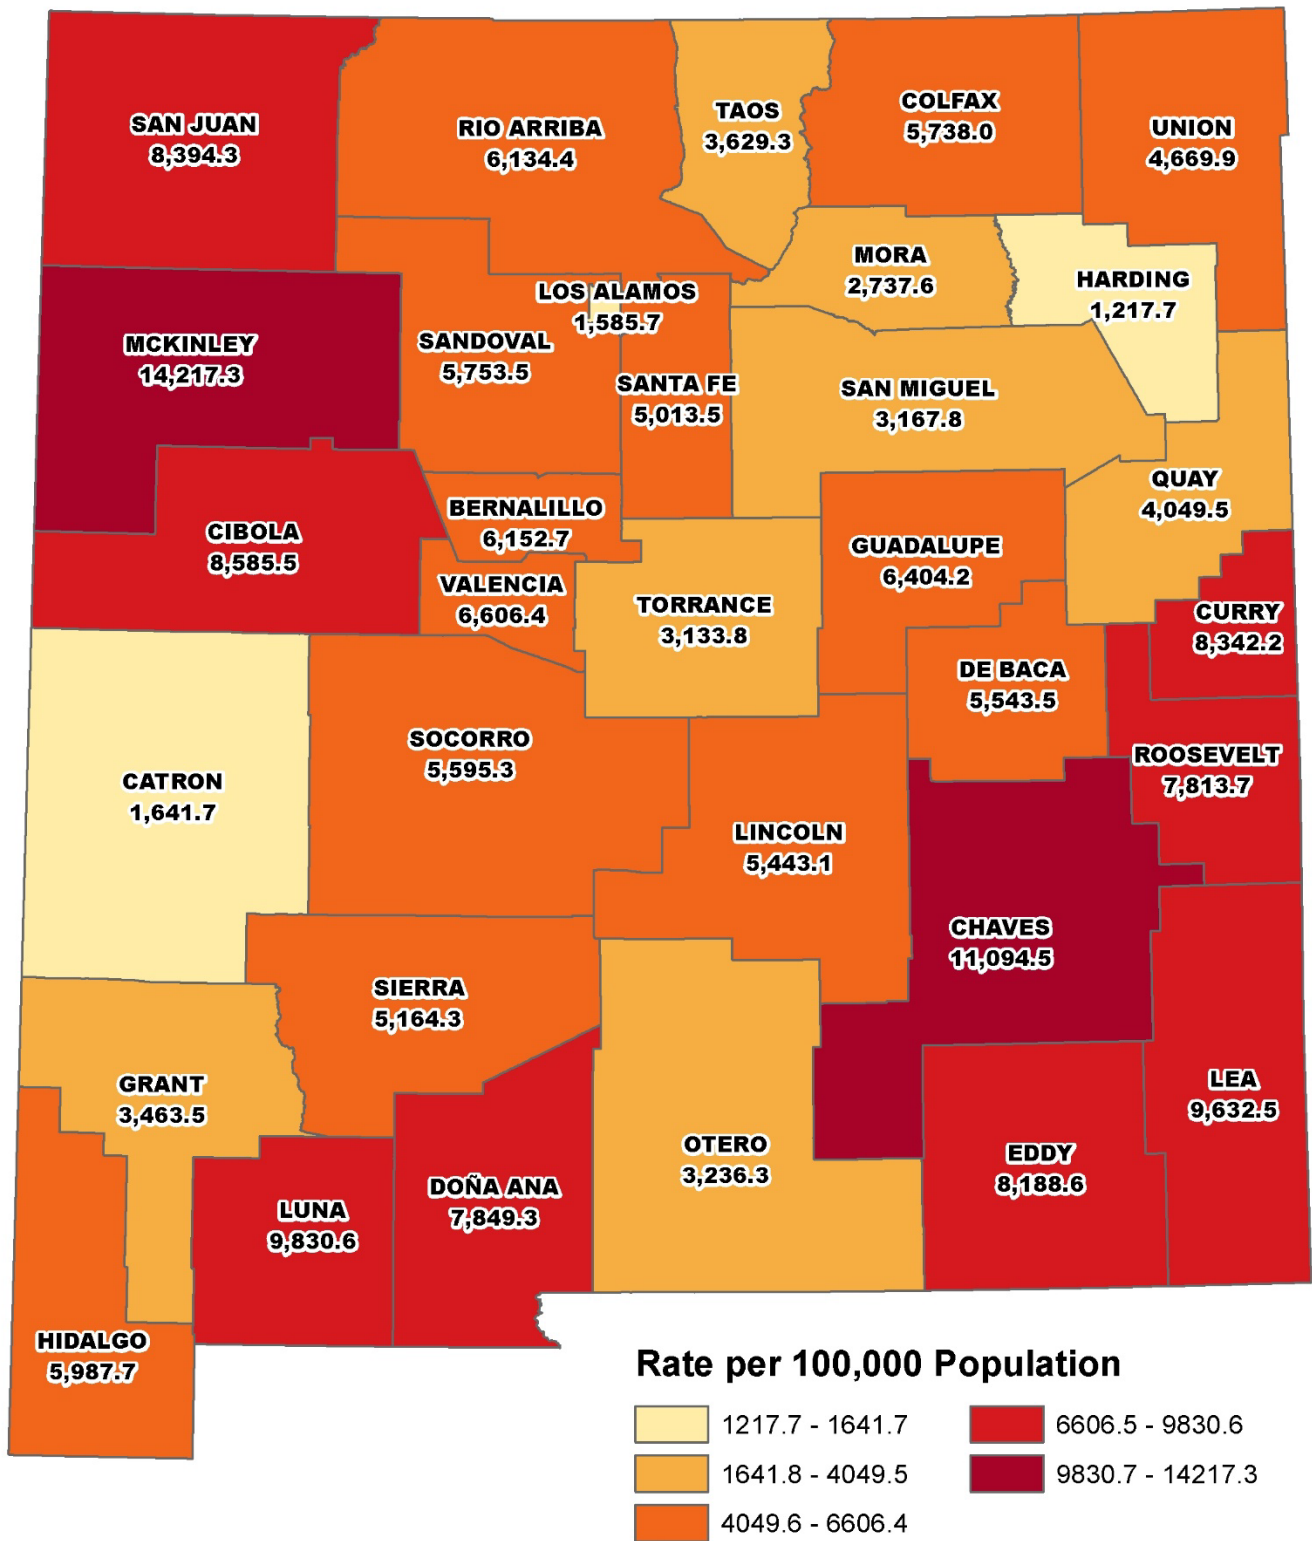 SAN JUAN
8,394.3
RIO ARRIBA
6,134.4
TAOS
3,629.3
COLFAX
5,738.0
UNION
4,669.9
MORA
2,737.6
HARDING
1,217.7
LOS ALAMOS
1,585.7
MCKINLEY
14,217.3
SANDOVAL
5,753.5
SANTA FE
5,013.5
SAN MIGUEL
3,167.8
QUAY
4,049.5
BERNALILLO
6,152.7
CIBOLA
8,585.5
GUADALUPE
6,404.2
VALENCIA
6,606.4
TORRANCE
3,133.8
CURRY
8,342.2
DE BACA
5,543.5
SOCORRO
5,595.3
ROOSEVELT
7,813.7
CATRON
1,641.7
LINCOLN
5,443.1
CHAVES
11,094.5
SIERRA
5,164.3
GRANT
3,463.5
LEA
9,632.5
OTERO
3,236.3
EDDY
8,188.6
DOÑA ANA
7,849.3
LUNA
9,830.6
HIDALGO
5,987.7
Rate per 100,000 Population
1217.7 - 1641.7
1641.8 - 4049.5
4049.6 - 6606.4
6606.5 - 9830.6
9830.7 - 14217.3